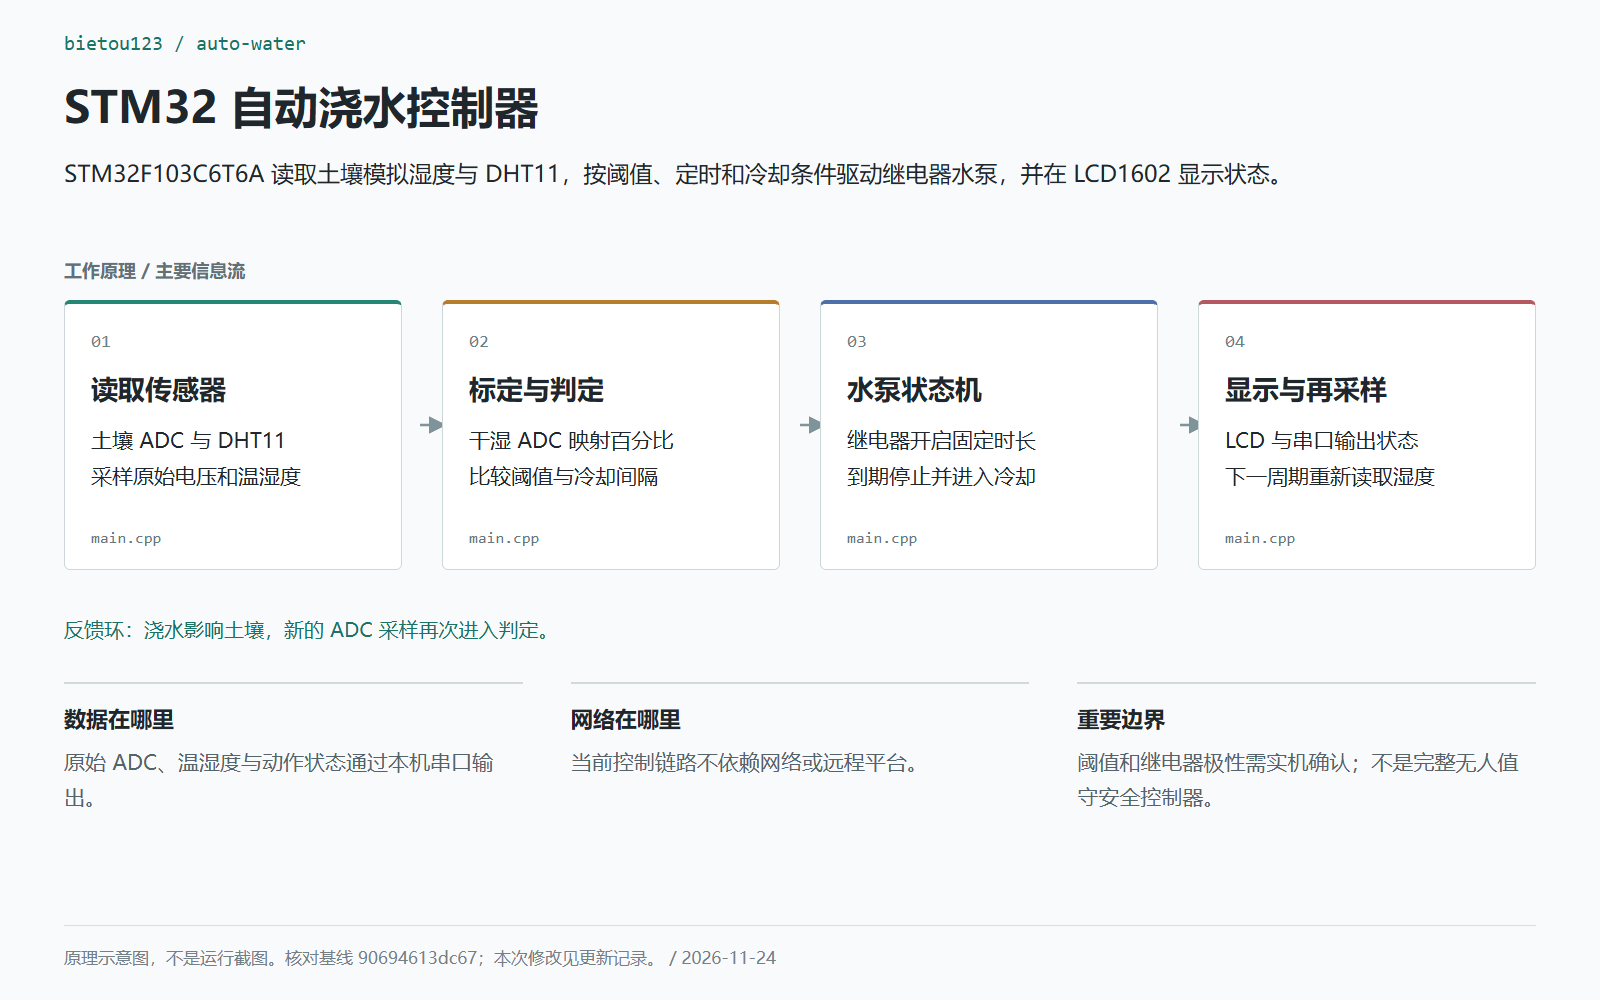 bietou123 / auto-water
STM32 自动浇水控制器
STM32F103C6T6A 读取土壤模拟湿度与 DHT11，按阈值、定时和冷却条件驱动继电器水泵，并在 LCD1602 显示状态。
工作原理 / 主要信息流
01
读取传感器
土壤 ADC 与 DHT11
采样原始电压和温湿度
main.cpp
02
标定与判定
干湿 ADC 映射百分比
比较阈值与冷却间隔
main.cpp
03
水泵状态机
继电器开启固定时长
到期停止并进入冷却
main.cpp
04
显示与再采样
LCD 与串口输出状态
下一周期重新读取湿度
main.cpp
反馈环：浇水影响土壤，新的 ADC 采样再次进入判定。
数据在哪里
原始 ADC、温湿度与动作状态通过本机串口输
出。
网络在哪里
当前控制链路不依赖网络或远程平台。
重要边界
阈值和继电器极性需实机确认；不是完整无人值
守安全控制器。
原理示意图，不是运行截图。核对基线 90694613dc67；本次修改见更新记录。 / 2026-11-24